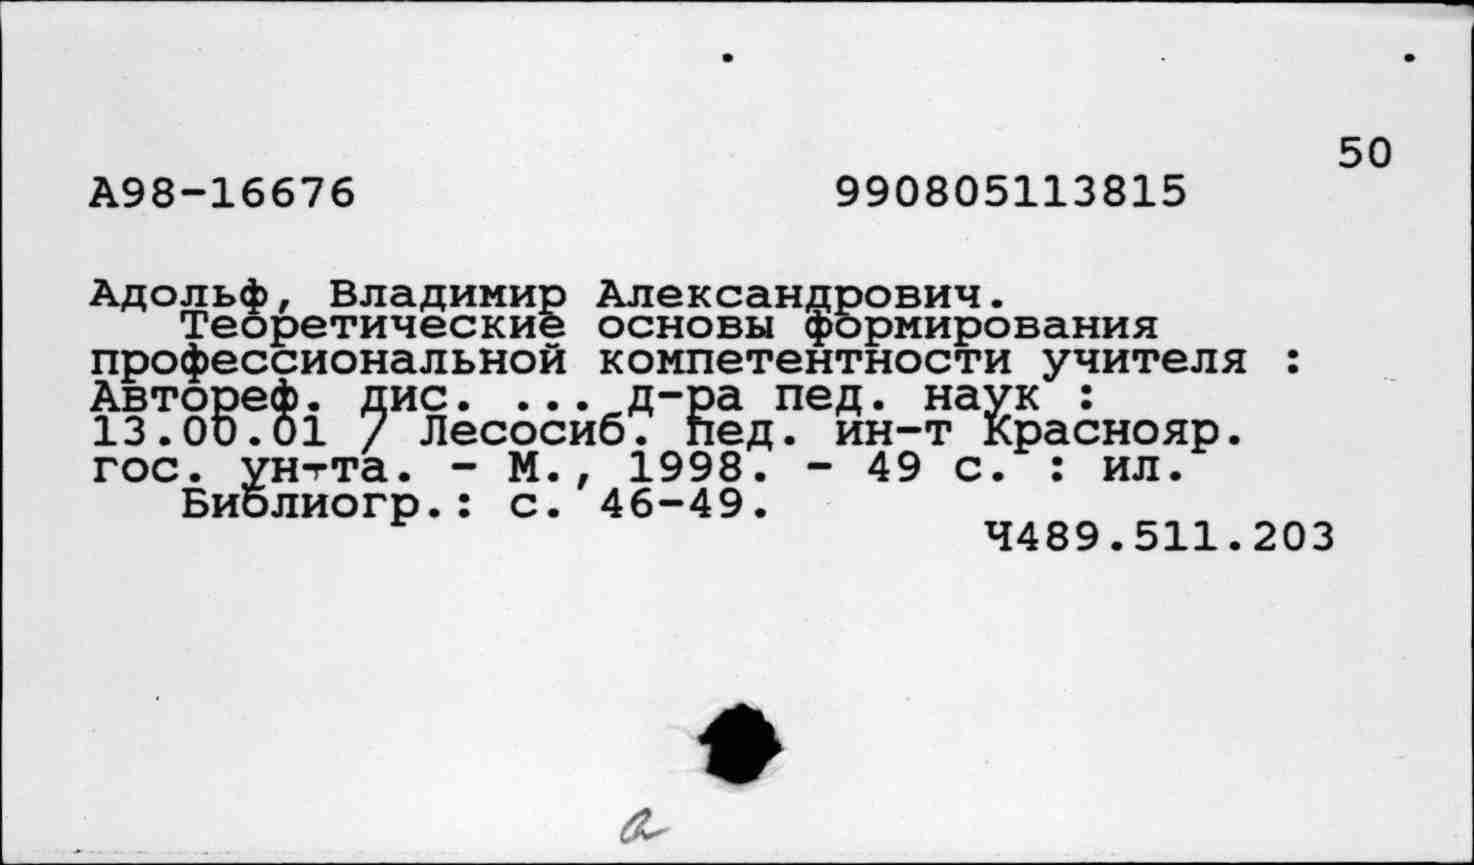 50
А98-16676 990805113815
Адольф, Владимир Александрович.
Теоретические основы формирования
профессиональной компетентности учителя :
Автореф. дис. ... д-ра пед. наук :
13.00.01 / Лесосиб. пед. ин-т Краснояр.
гос. ун-та. - М., 1998. - 49 с. : ил.
Библиогр.: с. 46-49.
Ч489.511.203
а